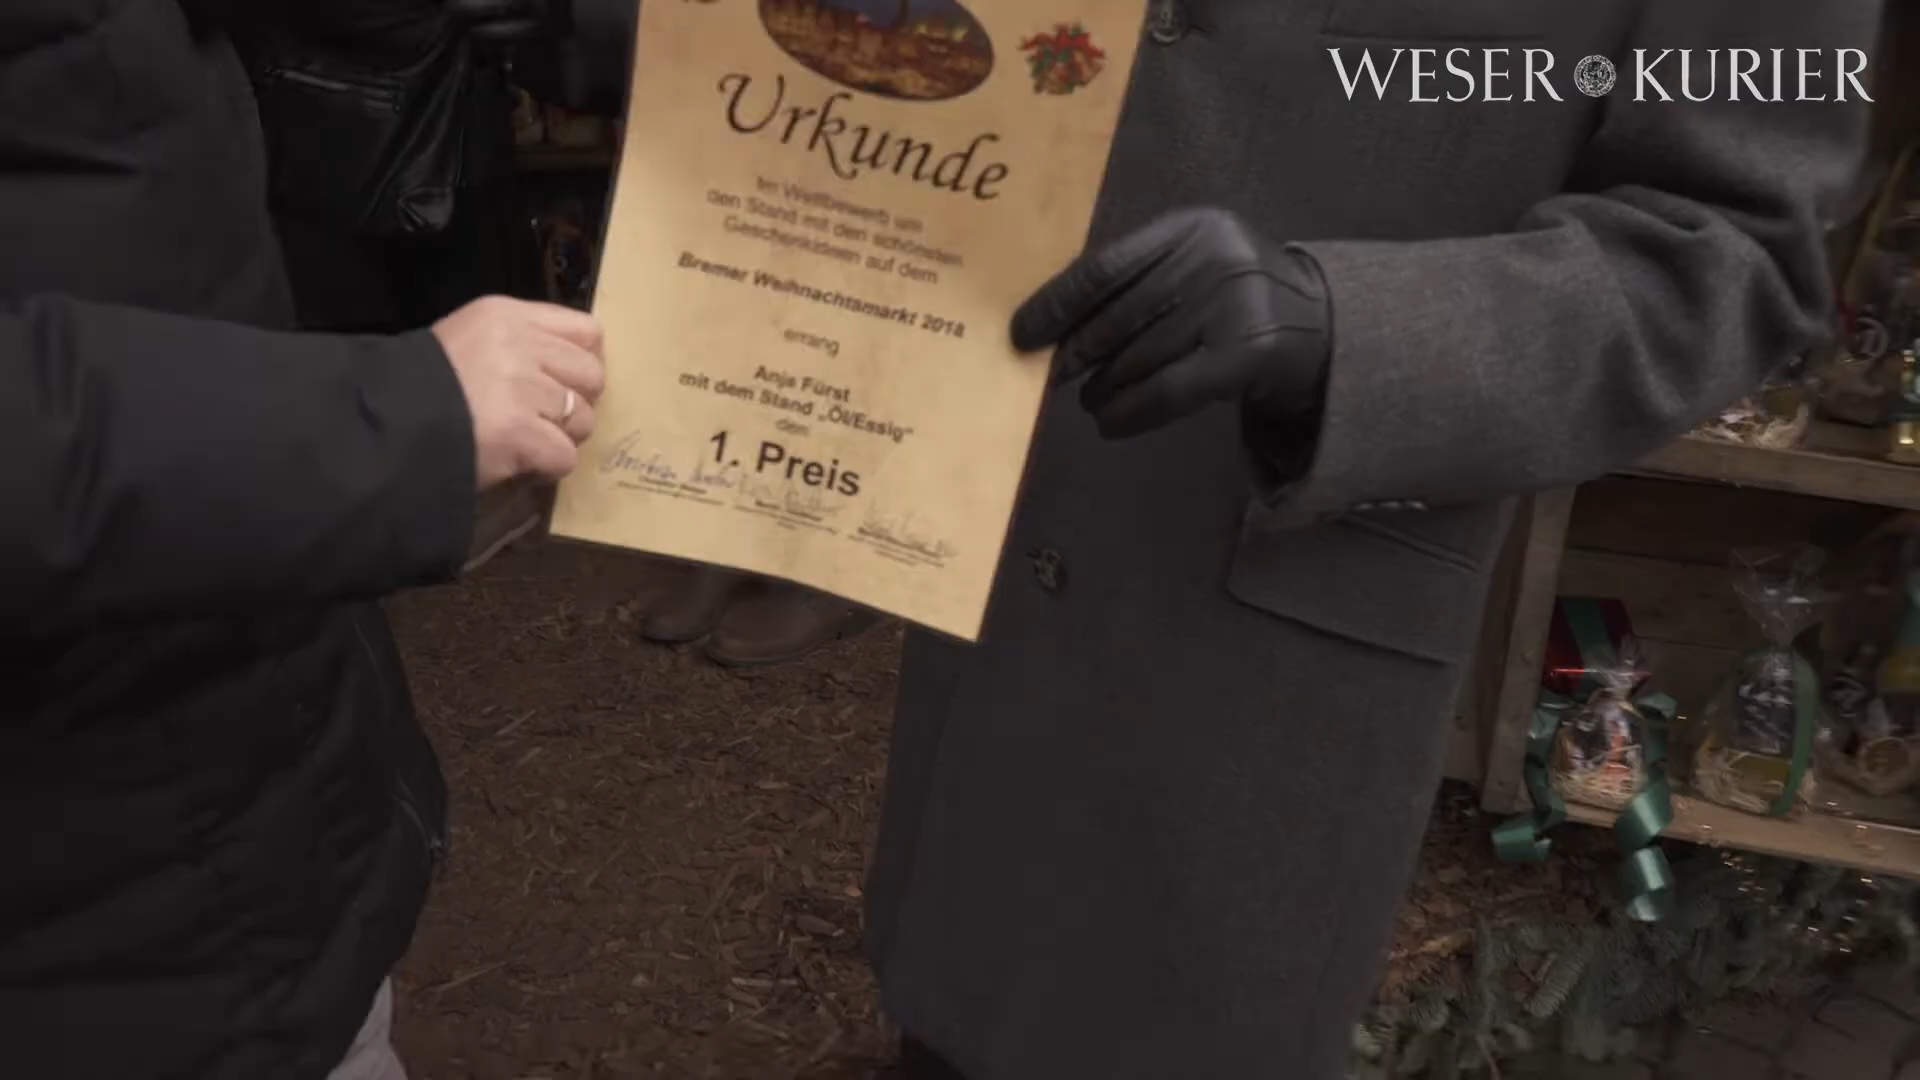 WESER KURIER
Urkunde
Im Wettbewerb um
den Stand mit den schönsten
Geschenkideen auf dem
Bremer Weihnachtsmarkt 2018
errang
Anja Fürst
mit dem Stand „Öl/Essig“
den
1. Preis